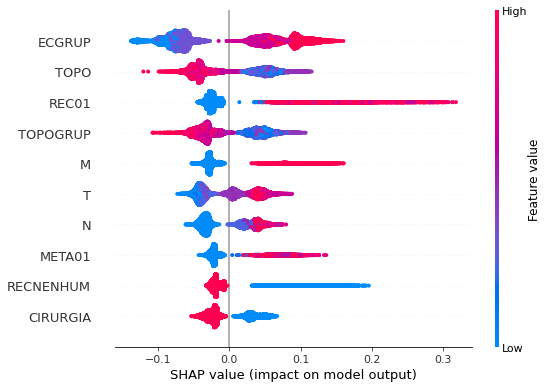 High
ECGRUP
TOPO
REC01
TOPOGRUP
M
T
N
META01
RECNENHUM
CIRURGIA
Feature value
Low
−0.1 0.0 0.1 0.2 0.3
SHAP value (impact on model output)